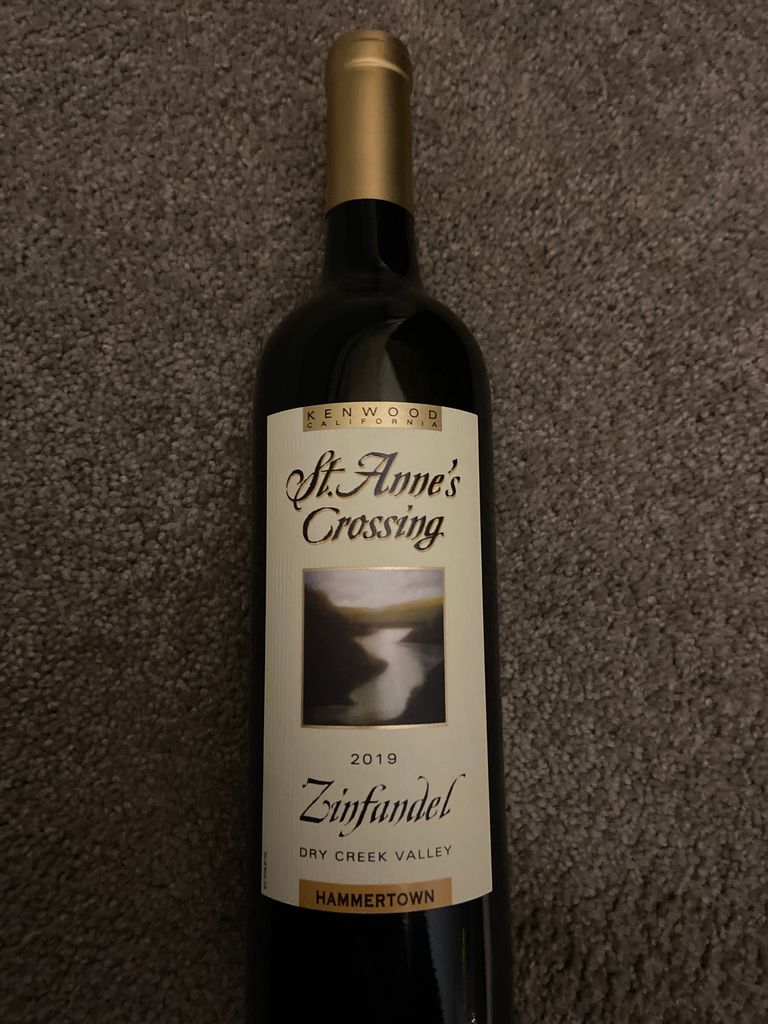 KENWOOD
CALIFORNIA
St. Anne's
Crossing
2019
Zinfandel
DRY CREEK VALLEY
HAMMERTOWN